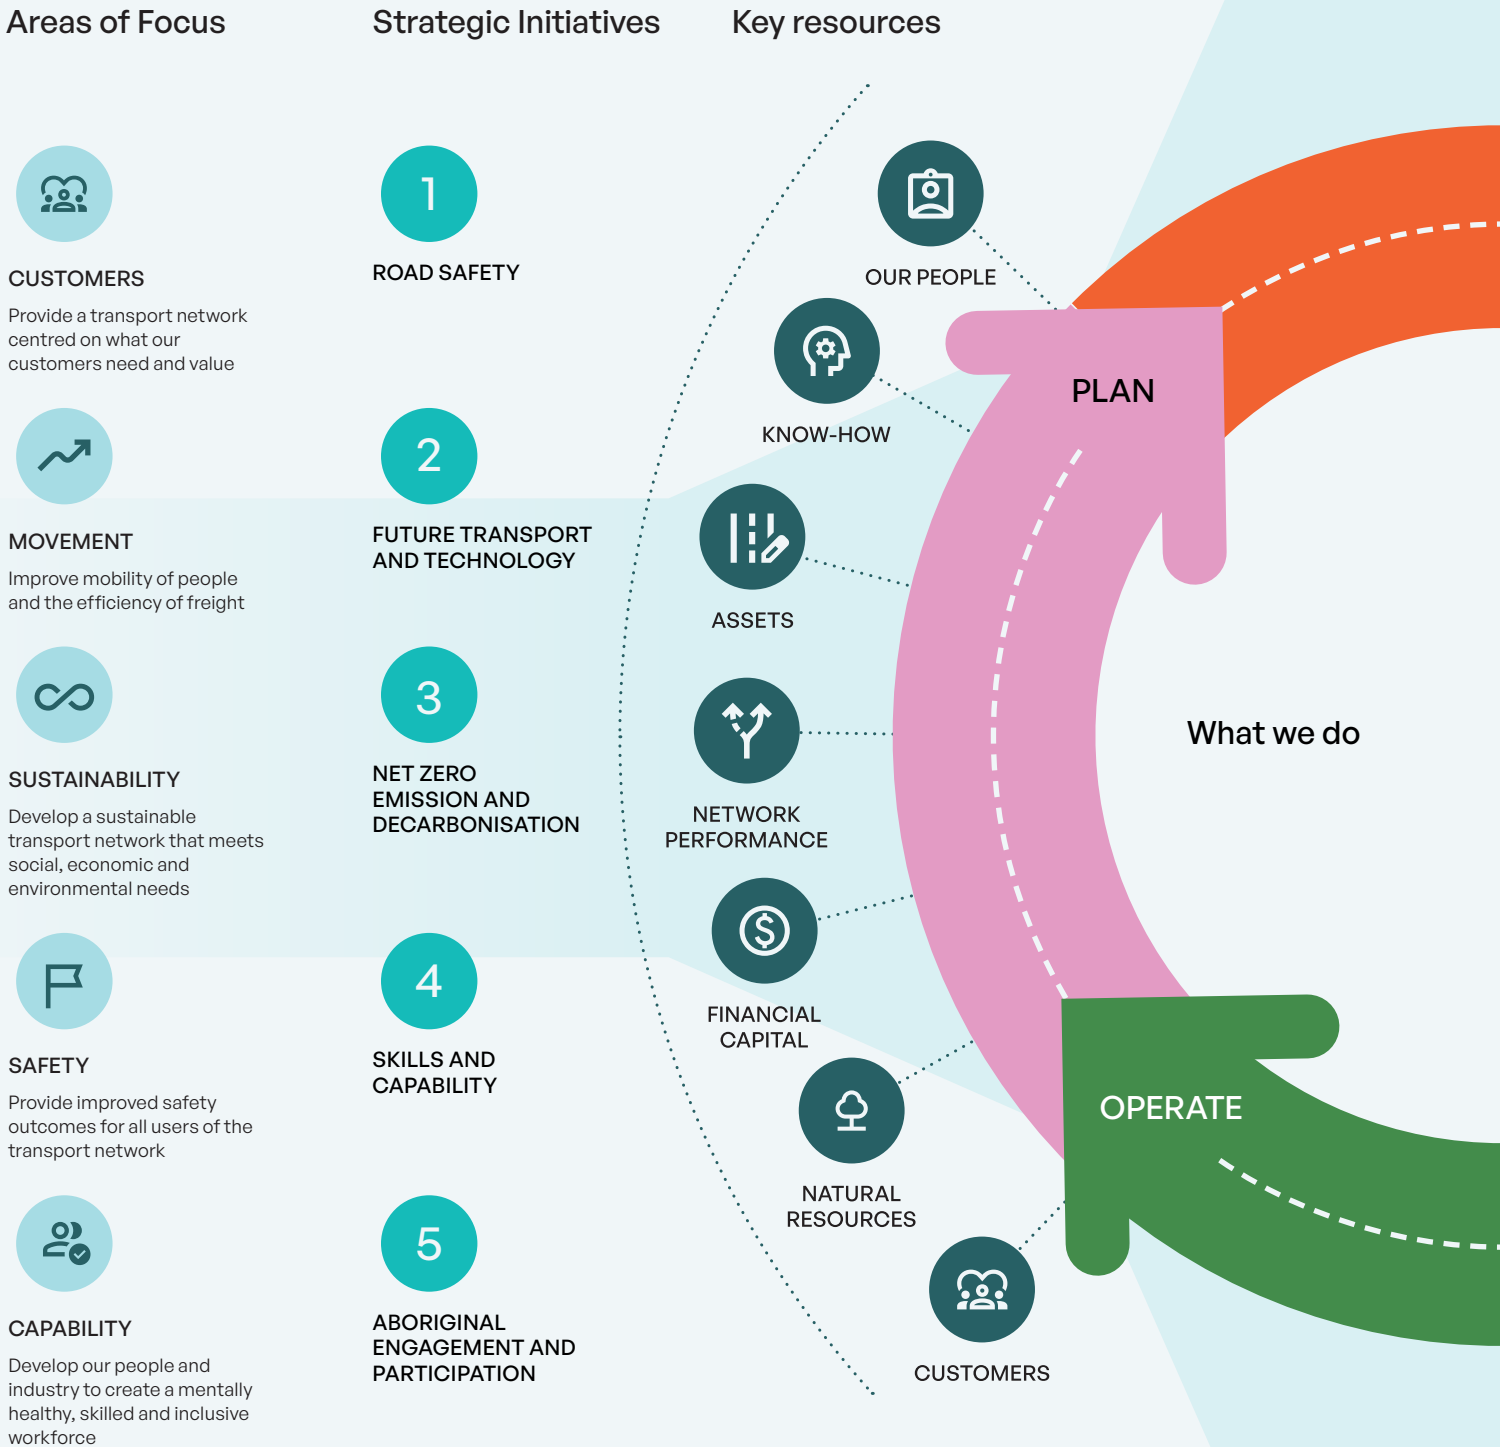 Areas of Focus
Strategic Initiatives
Key resources
CUSTOMERS
Provide a transport network
centred on what our
customers need and value
MOVEMENT
Improve mobility of people
and the efficiency of freight
SUSTAINABILITY
Develop a sustainable
transport network that meets
social, economic and
environmental needs
SAFETY
Provide improved safety
outcomes for all users of the
transport network
CAPABILITY
Develop our people and
industry to create a mentally
healthy, skilled and inclusive
workforce
1
ROAD SAFETY
2
FUTURE TRANSPORT
AND TECHNOLOGY
3
NET ZERO
EMISSION AND
DECARBONISATION
4
SKILLS AND
CAPABILITY
5
ABORIGINAL
ENGAGEMENT AND
PARTICIPATION
OUR PEOPLE
KNOW-HOW
ASSETS
NETWORK
PERFORMANCE
$
FINANCIAL
CAPITAL
NATURAL
RESOURCES
CUSTOMERS
PLAN
What we do
OPERATE